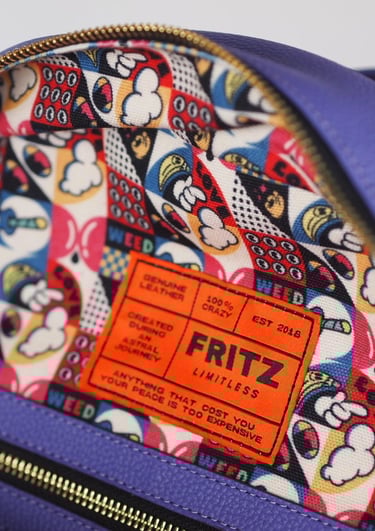 GENUINE
LEATHER
100%
CRAZY
EST 2018
CREATED
DURING
AN
ASTRAL
JOURNEY
FRITZ
LIMITLESS
ANYTHING THAT COST YOU
YOUR PEACE IS TOO EXPENSIVE
WEED
WEED
WEED
WEED